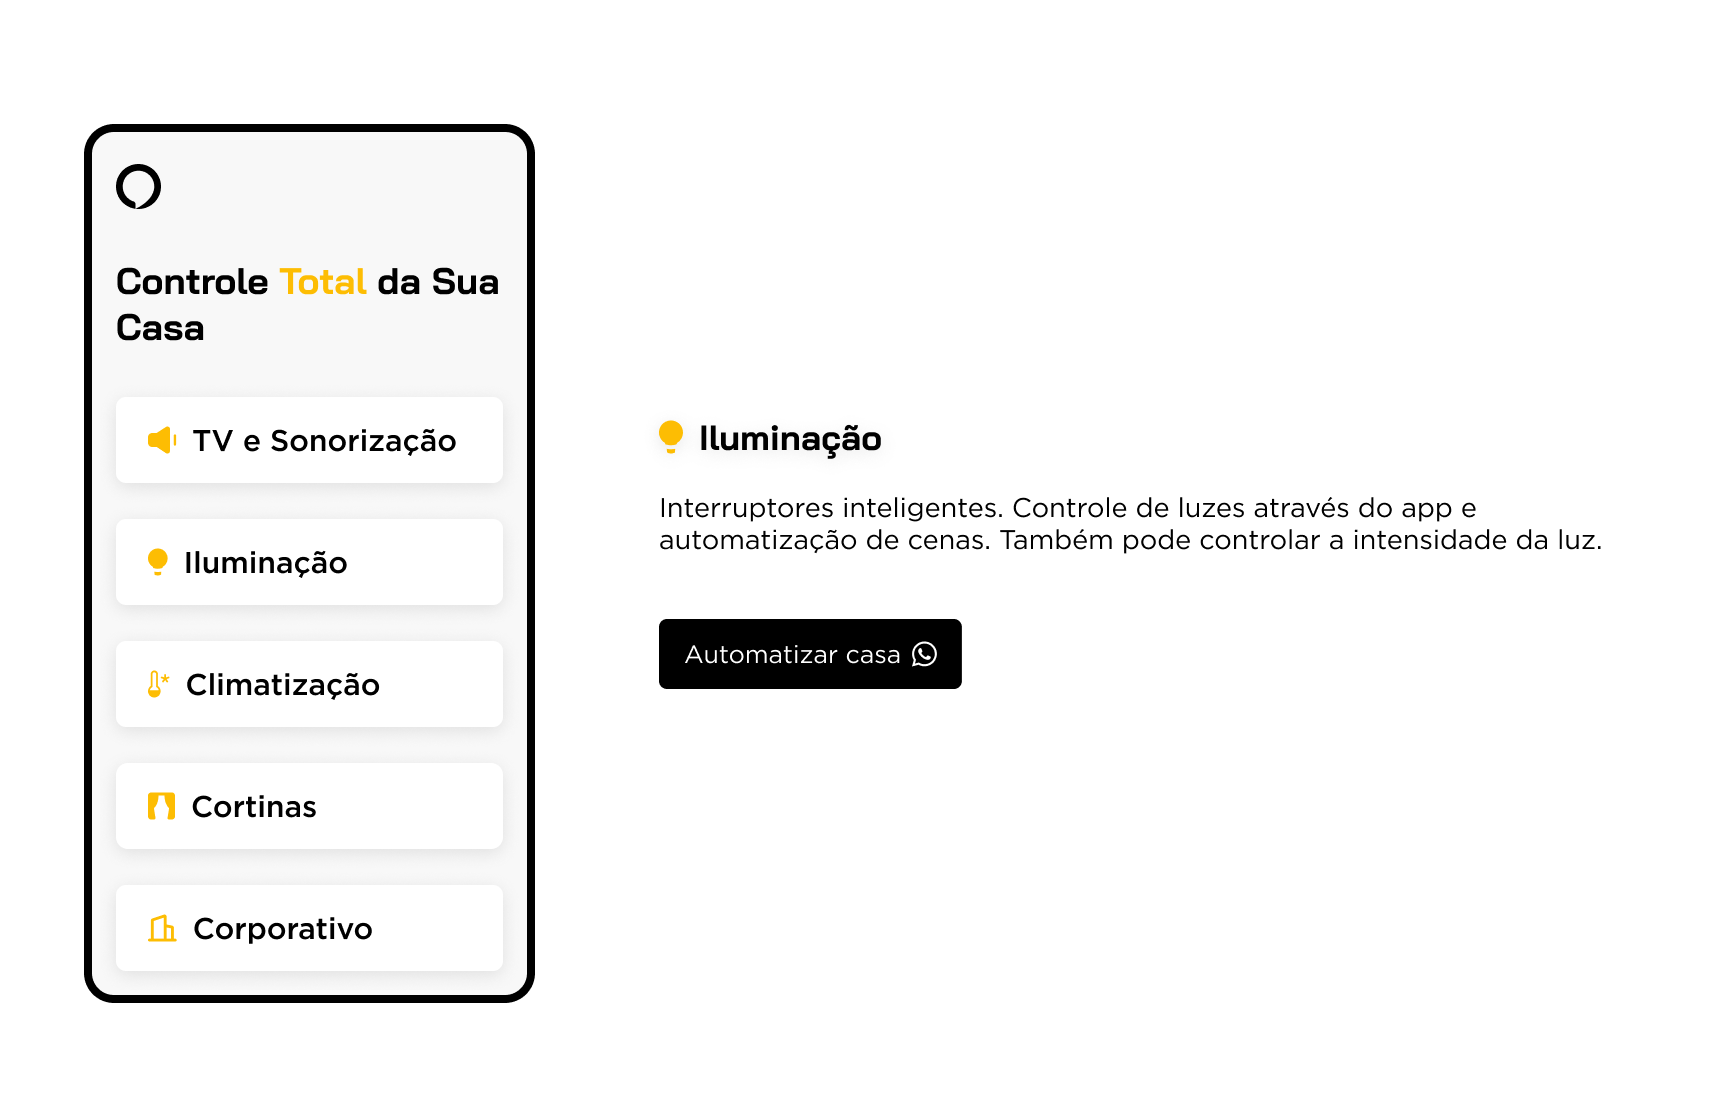 Controle Total da Sua
Casa
TV e Sonorização
Iluminação
Climatização
Cortinas
Corporativo
Iluminação
Interruptores inteligentes. Controle de luzes através do app e
automatização de cenas. Também pode controlar a intensidade da luz.
Automatizar casa